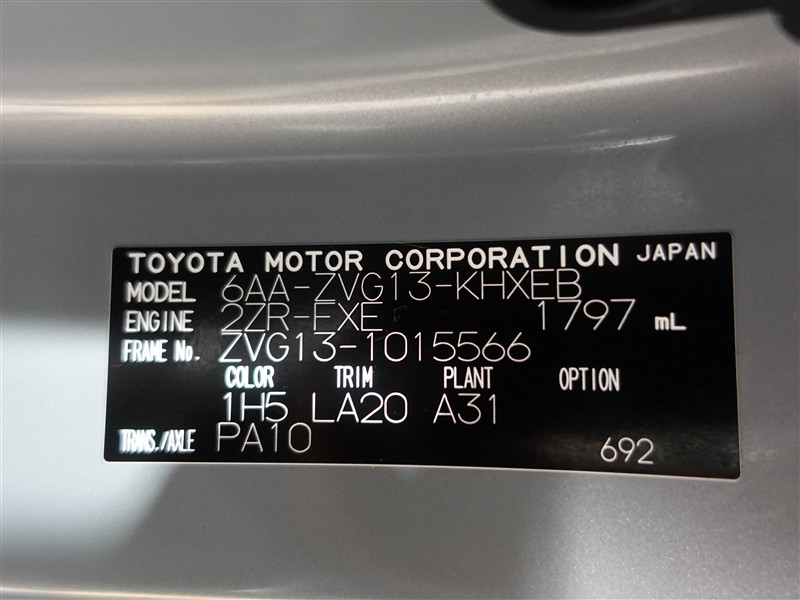 TOYOTA MOTOR CORPORATION JAPAN
MODEL 6AA-ZVG13-KHXEB
ENGINE 2ZR-FXE 1797 mL
FRAME No. ZVG13-1015566
COLOR TRIM PLANT OPTION
1H5 LA20 A31
TRANS./AXLE PA10
692